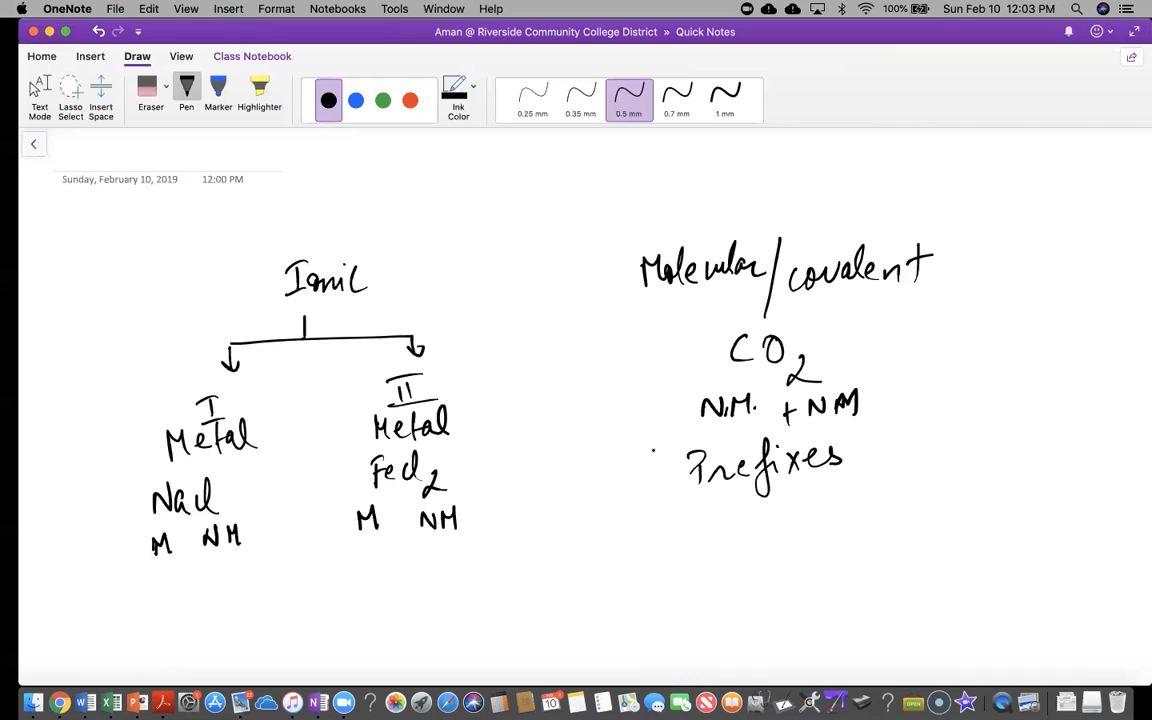 OneNote File Edit View Insert Format Notebooks Tools Window Help 100% Sun Feb 10 12:03 PM
Aman @ Riverside Community College District » Quick Notes
Home Insert Draw View Class Notebook
Text Mode
Lasso Select
Insert Space
Eraser
Pen
Marker
Highlighter
Ink Color
0.25 mm 0.35 mm 0.5 mm 0.7 mm 1 mm
Sunday, February 10, 2019 12:00 PM
Ionic
I
Metal
NaCl
M NM
II
Metal
FeCl2
M NM
Molecular/covalent
CO2
N.M. + NM
Prefixes